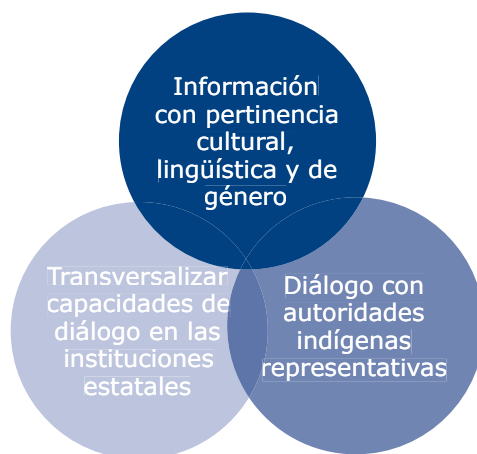 Información
con pertinencia
cultural,
lingüística y de
género
Transversalizar
capacidades de
diálogo en las
instituciones
estatales
Diálogo con
autoridades
indígenas
representativas